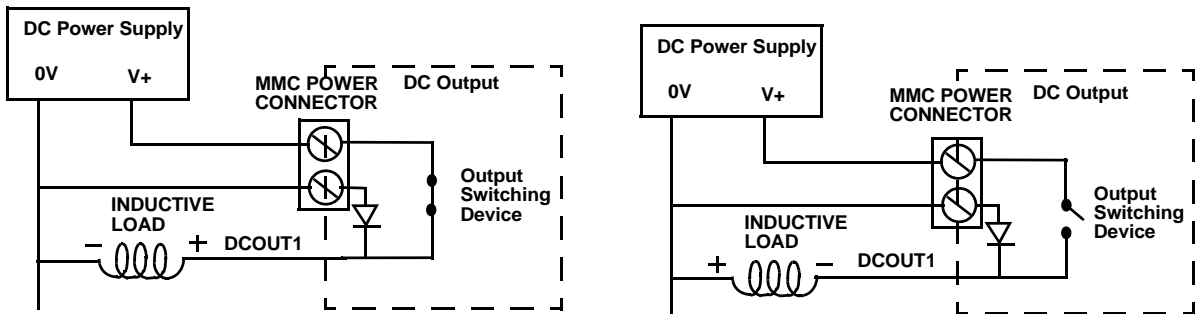 DC Power Supply
0V
V+
MMC POWER
CONNECTOR
DC Output
Output
Switching
Device
INDUCTIVE
LOAD
–
+
DCOUT1
DC Power Supply
0V
V+
MMC POWER
CONNECTOR
DC Output
Output
Switching
Device
INDUCTIVE
LOAD
+
–
DCOUT1